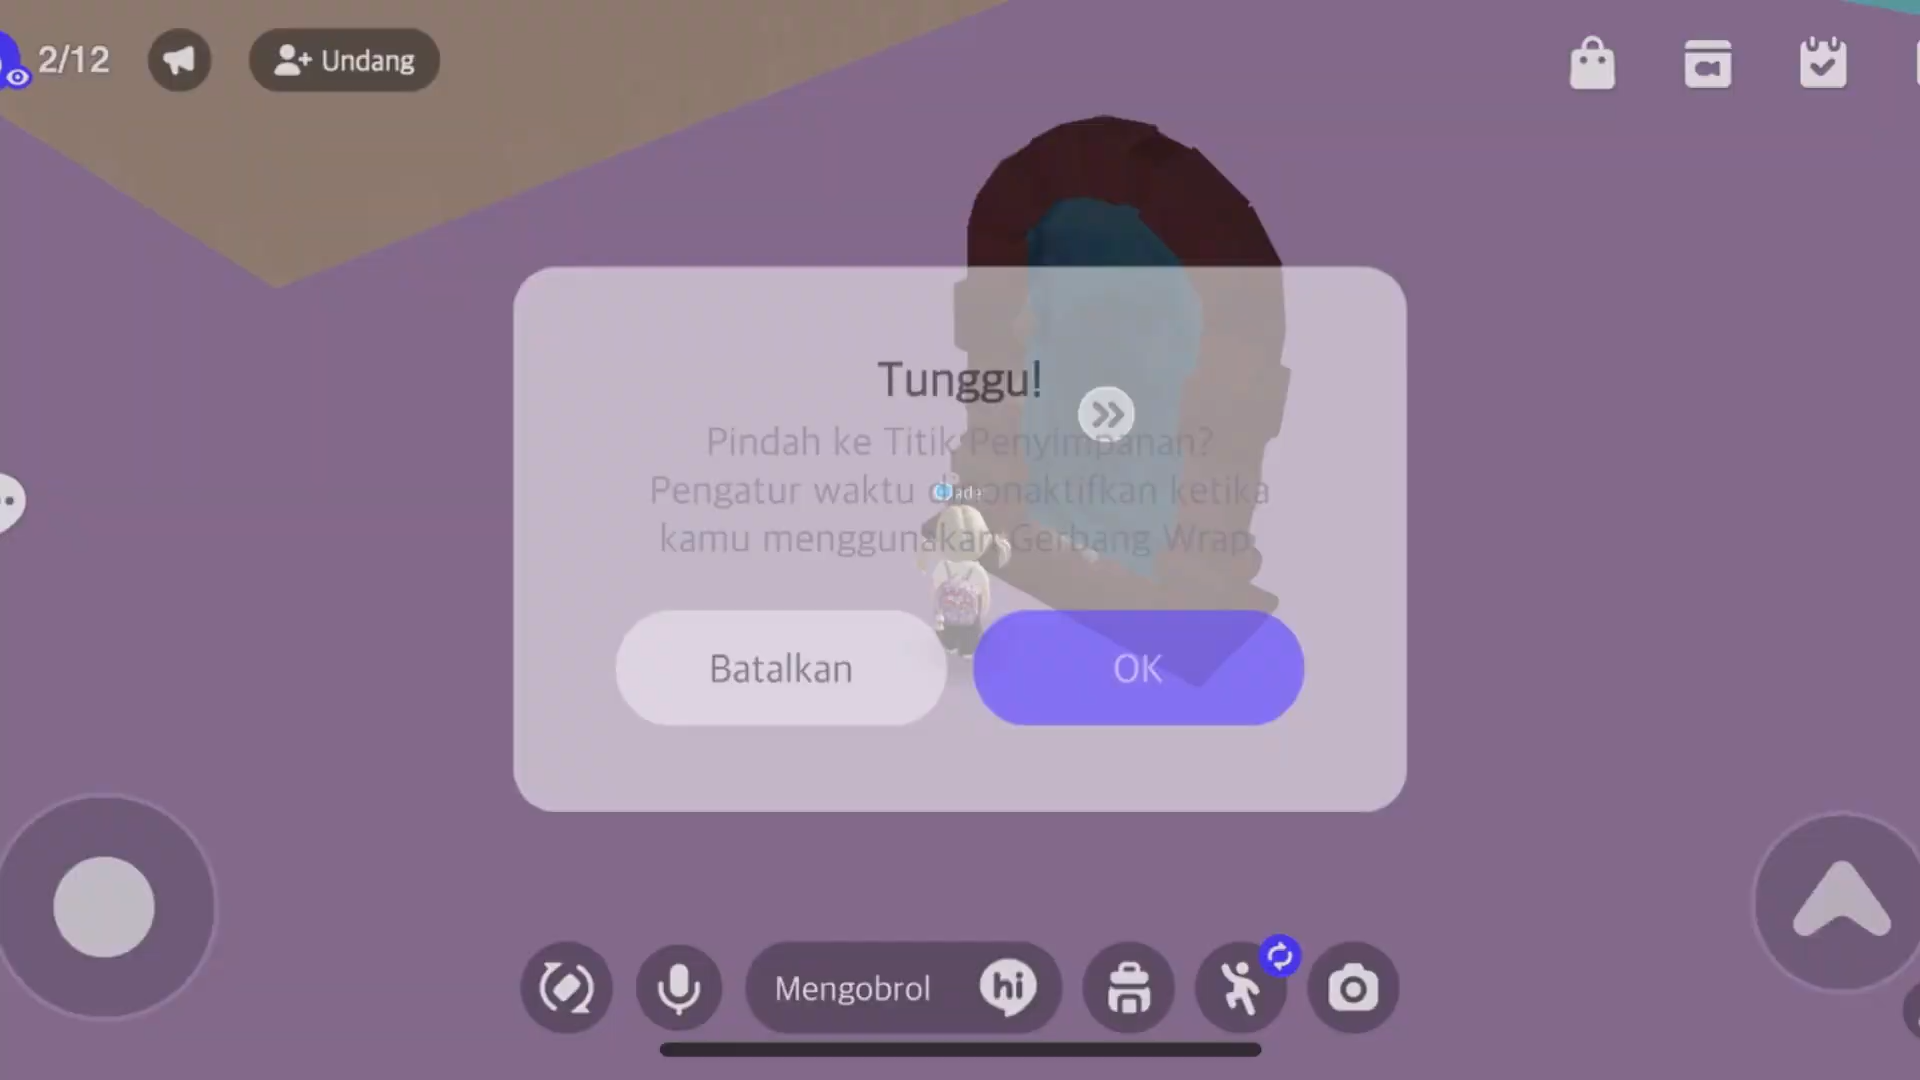 2/12
Undang
Tunggu!
Pindah ke Titik Penyimpanan?
Pengatur waktu dinonaktifkan ketika
kamu menggunakan Gerbang Wrap
Batalkan
OK
Mengobrol
hi